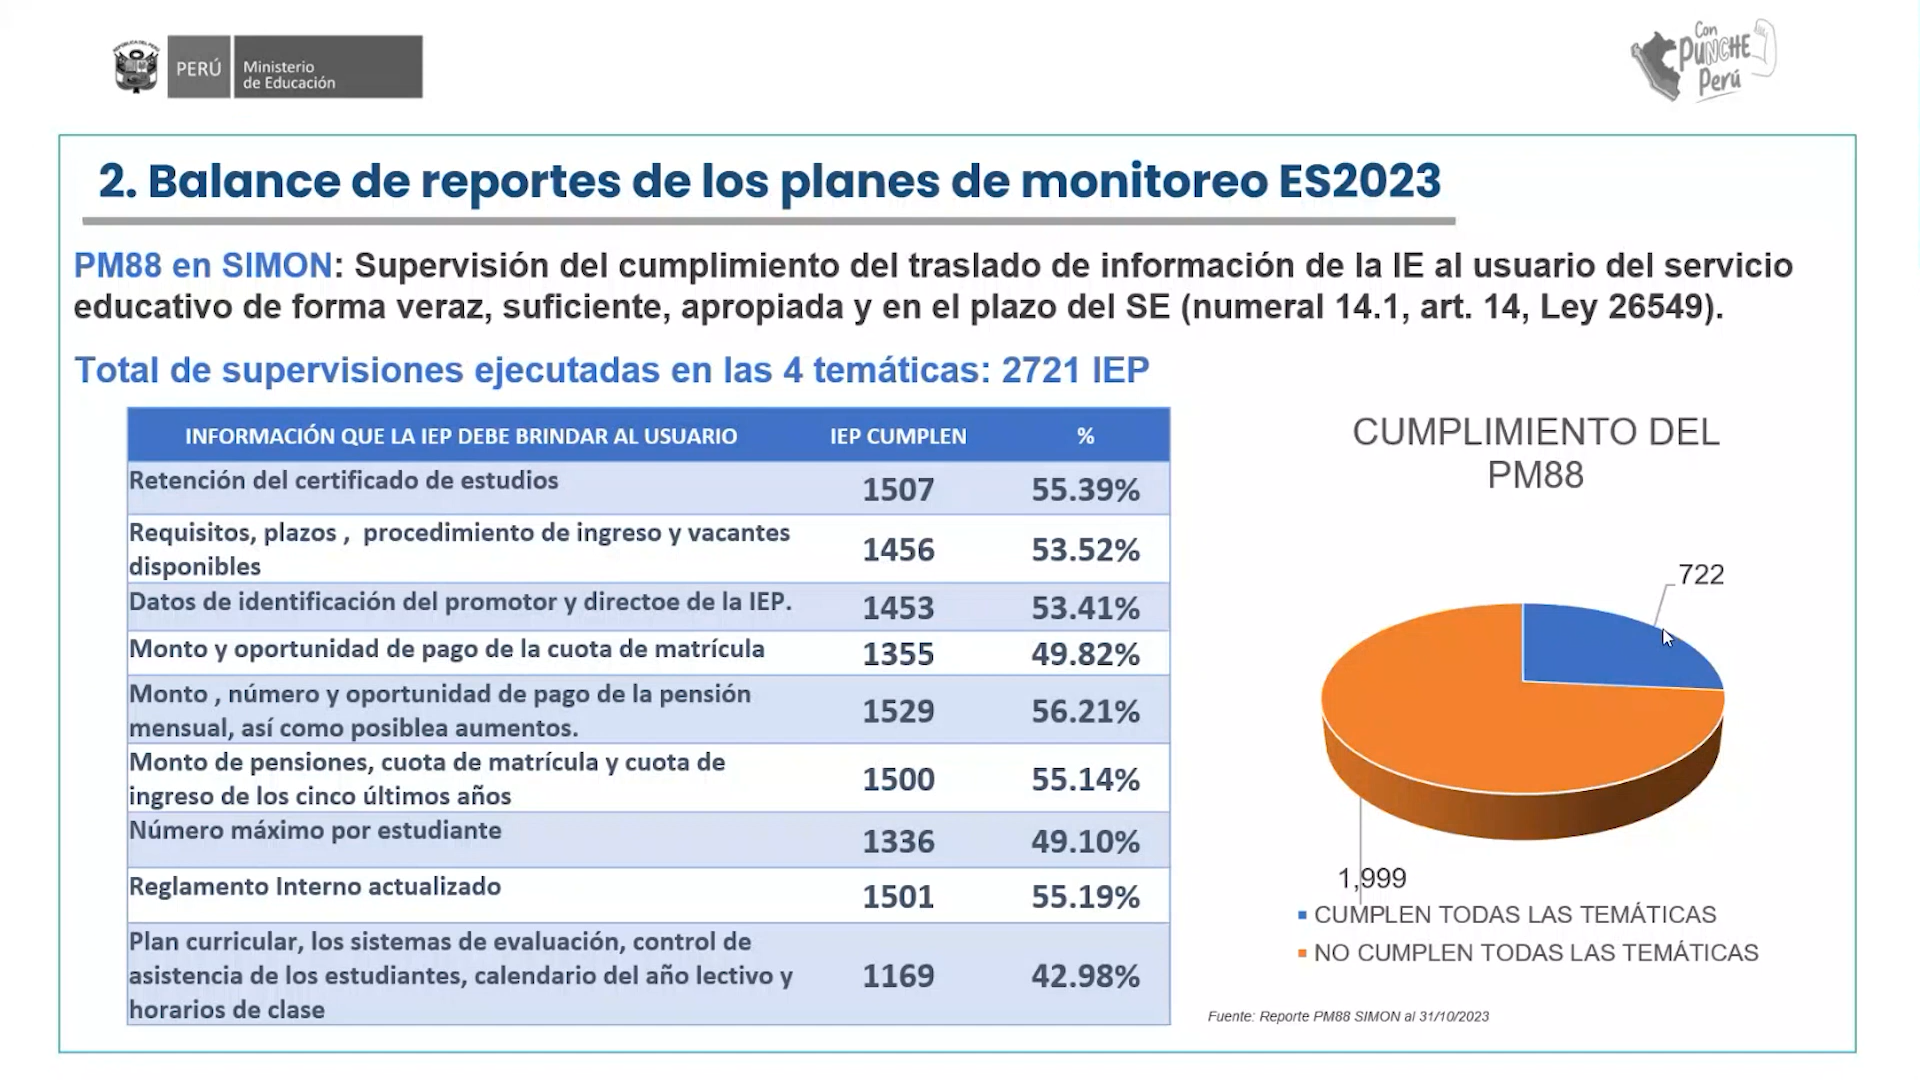 REPÚBLICA DEL PERÚ
PERÚ
Ministerio
de Educación
Con
PUNCHE
Perú
2. Balance de reportes de los planes de monitoreo ES2023
PM88 en SIMON: Supervisión del cumplimiento del traslado de información de la IE al usuario del servicio
educativo de forma veraz, suficiente, apropiada y en el plazo del SE (numeral 14.1, art. 14, Ley 26549).
Total de supervisiones ejecutadas en las 4 temáticas: 2721 IEP
INFORMACIÓN QUE LA IEP DEBE BRINDAR AL USUARIO IEP CUMPLEN %
Retención del certificado de estudios 1507 55.39%
Requisitos, plazos , procedimiento de ingreso y vacantes
disponibles 1456 53.52%
Datos de identificación del promotor y directoe de la IEP. 1453 53.41%
Monto y oportunidad de pago de la cuota de matrícula 1355 49.82%
Monto , número y oportunidad de pago de la pensión
mensual, así como posiblea aumentos. 1529 56.21%
Monto de pensiones, cuota de matrícula y cuota de
ingreso de los cinco últimos años 1500 55.14%
Número máximo por estudiante 1336 49.10%
Reglamento Interno actualizado 1501 55.19%
Plan curricular, los sistemas de evaluación, control de
asistencia de los estudiantes, calendario del año lectivo y 1169 42.98%
horarios de clase
CUMPLIMIENTO DEL
PM88
722
1,999
CUMPLEN TODAS LAS TEMÁTICAS
NO CUMPLEN TODAS LAS TEMÁTICAS
Fuente: Reporte PM88 SIMON al 31/10/2023